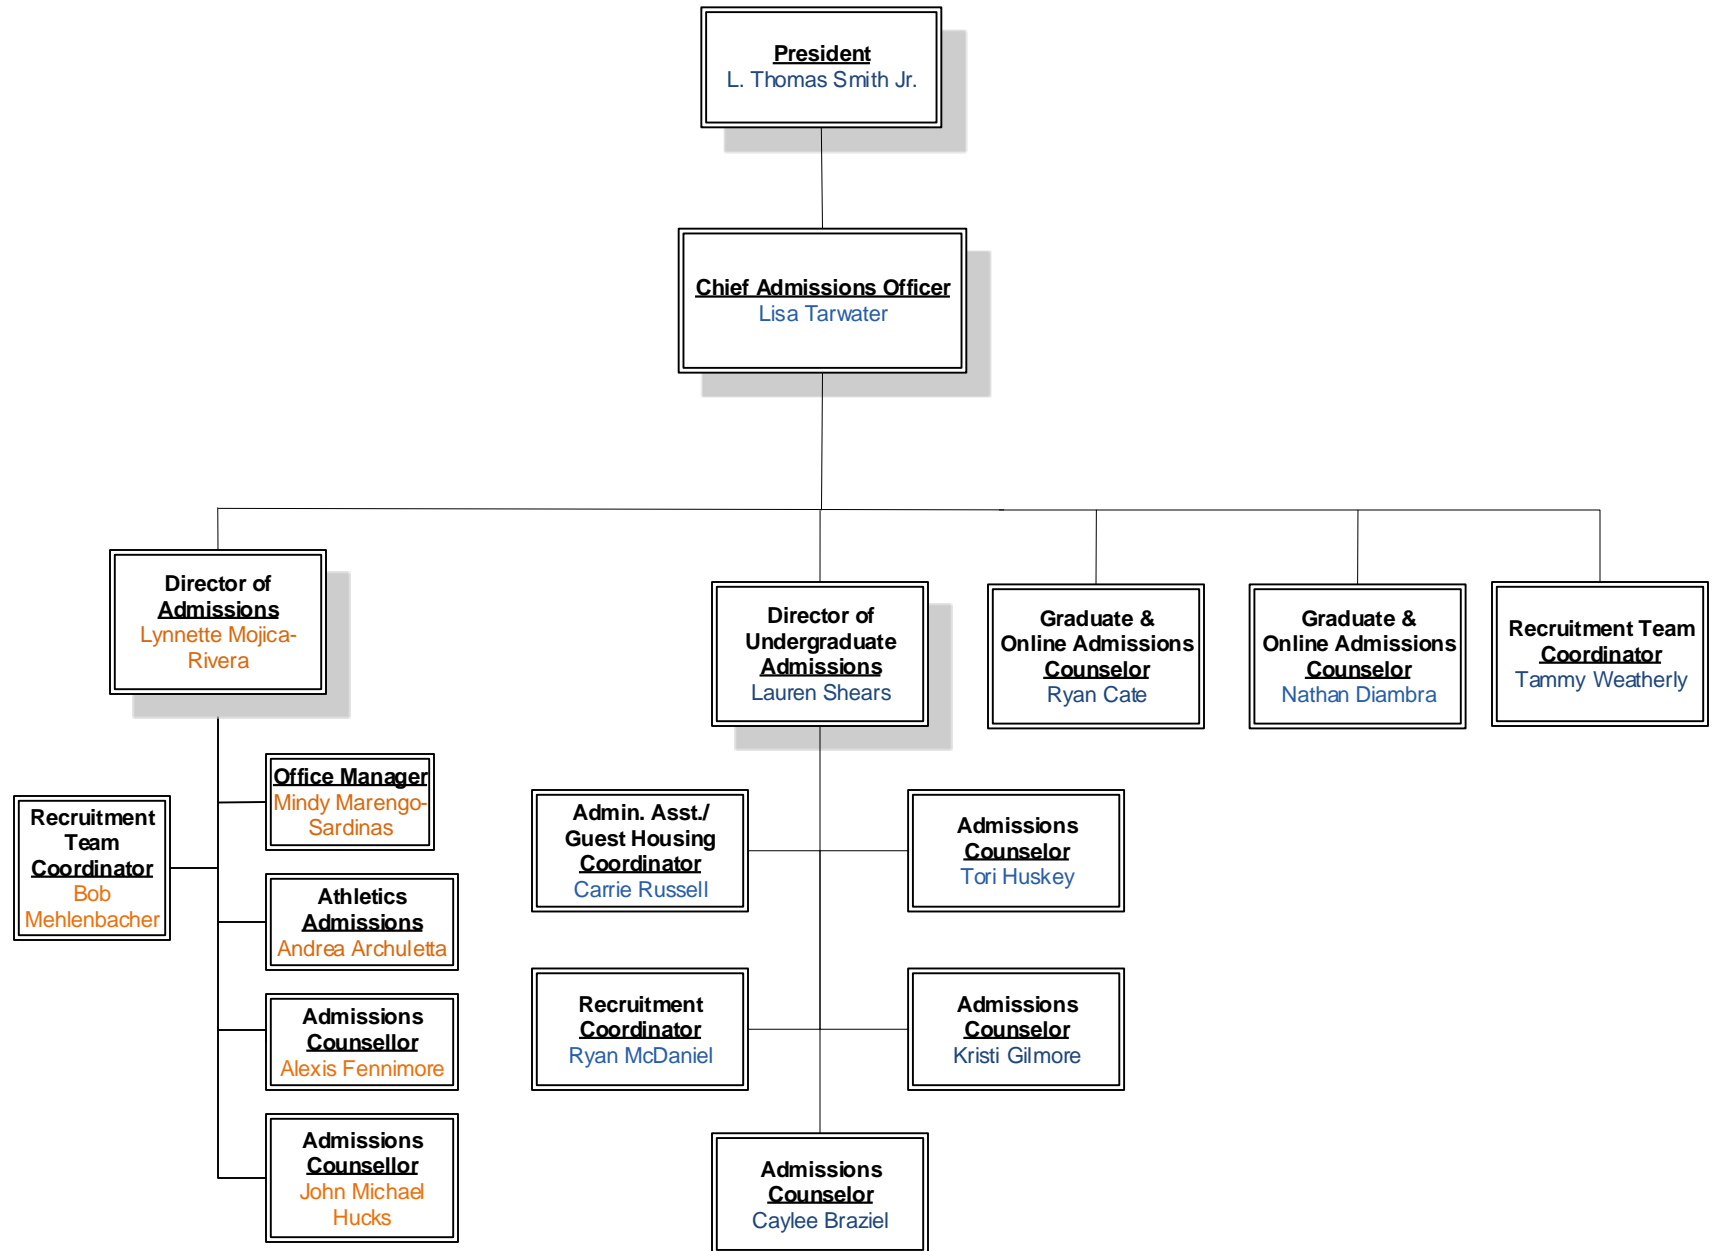 President
L. Thomas Smith Jr.
Chief Admissions Officer
Lisa Tarwater
Director of
Admissions
Lynnette Mojica-
Rivera
Director of
Undergraduate
Admissions
Lauren Shears
Graduate &
Online Admissions
Counselor
Ryan Cate
Graduate &
Online Admissions
Counselor
Nathan Diambra
Recruitment Team
Coordinator
Tammy Weatherly
Recruitment
Team
Coordinator
Bob
Mehlenbacher
Office Manager
Mindy Marengo-
Sardinas
Athletics
Admissions
Andrea Archuletta
Admissions
Counsellor
Alexis Fennimore
Admissions
Counsellor
John Michael
Hucks
Admin. Asst./
Guest Housing
Coordinator
Carrie Russell
Admissions
Counselor
Tori Huskey
Recruitment
Coordinator
Ryan McDaniel
Admissions
Counselor
Kristi Gilmore
Admissions
Counselor
Caylee Braziel